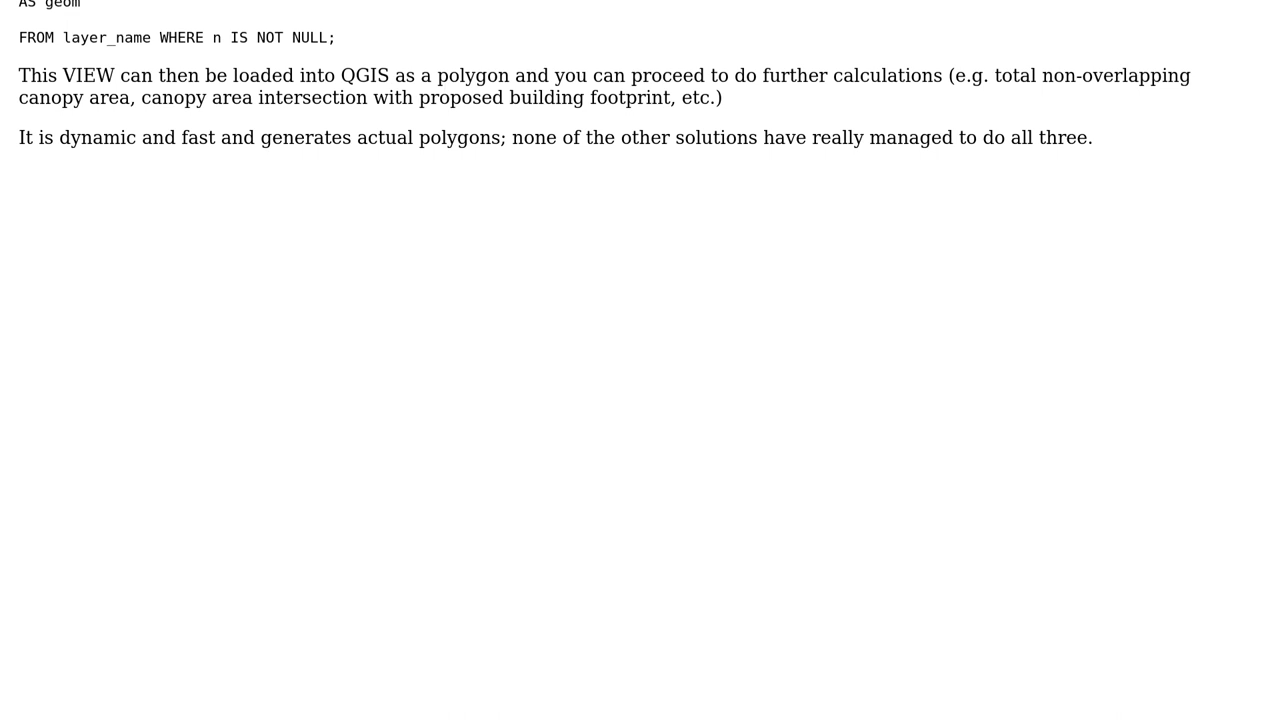 AS geom
FROM layer_name WHERE n IS NOT NULL;
This VIEW can then be loaded into QGIS as a polygon and you can proceed to do further calculations (e.g. total non-overlapping
canopy area, canopy area intersection with proposed building footprint, etc.)
It is dynamic and fast and generates actual polygons; none of the other solutions have really managed to do all three.